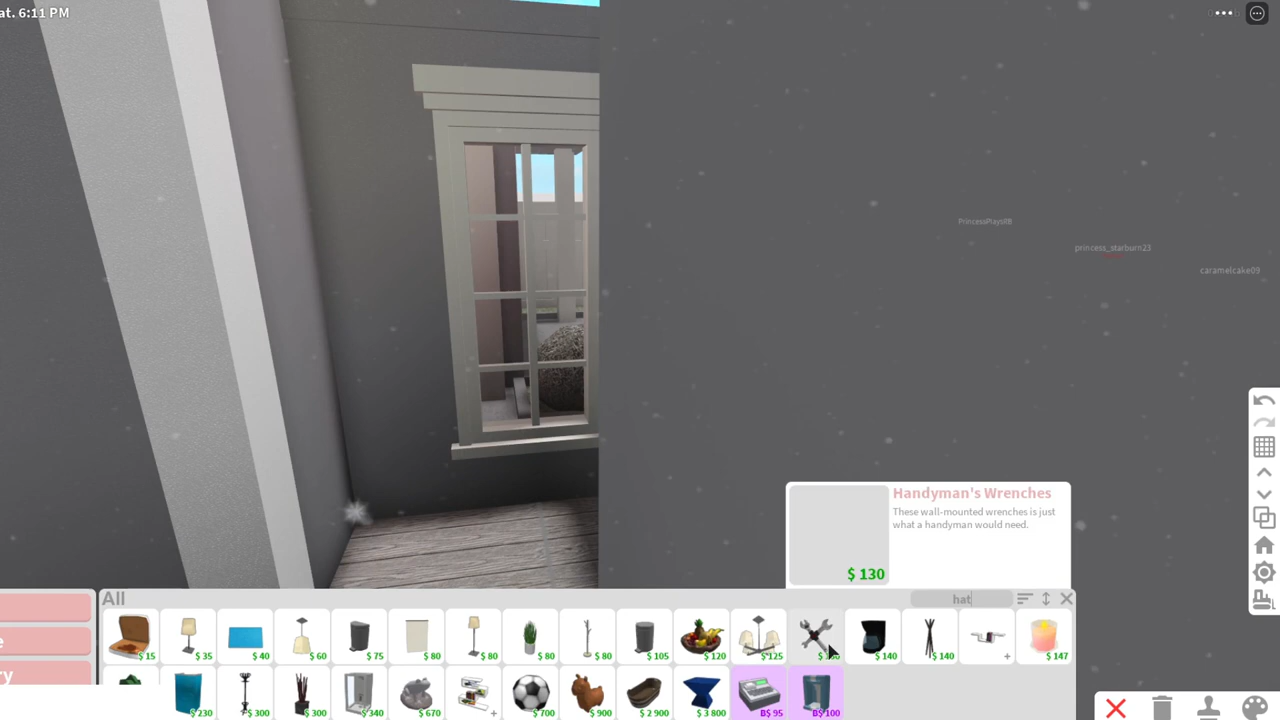 at. 6:11 PM
PrincessPlaysRB
princess_starburn23
caramelcake09
Handyman's Wrenches
These wall-mounted wrenches is just
what a handyman would need.
$ 130
All
hat
e
ry
$ 15
$ 35
$ 40
$ 60
$ 75
$ 80
$ 80
$ 80
$ 80
$ 105
$ 120
$ 125
$ 140
$ 140
+
$ 147
$ 230
$ 300
$ 300
$ 340
$ 670
+
$ 700
$ 900
$ 2 900
$ 3 800
B$ 95
B$ 100